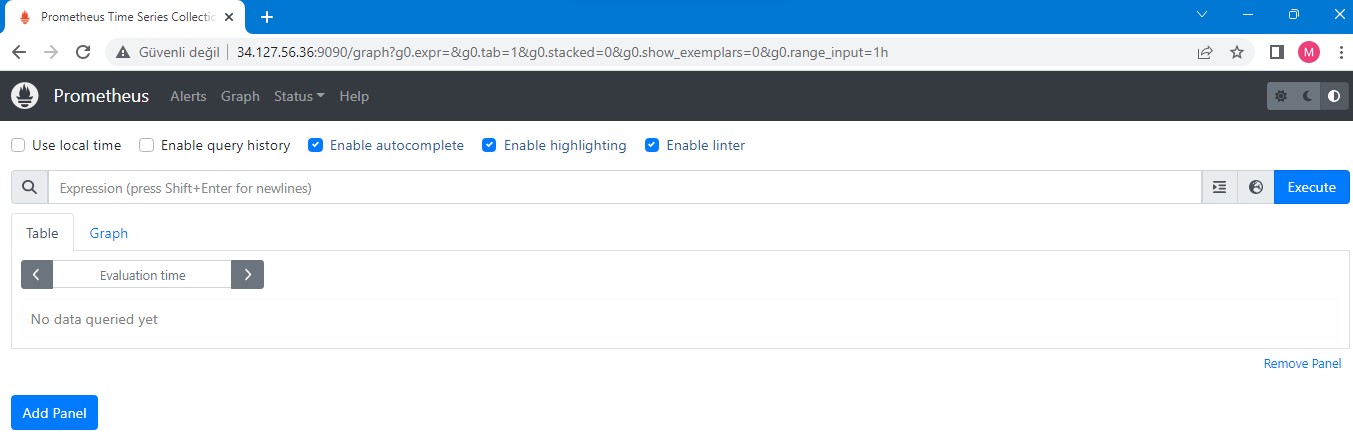 Prometheus Time Series Collectic
Güvenli değil 34.127.56.36:9090/graph?g0.expr=&g0.tab=1&g0.stacked=0&g0.show_exemplars=0&g0.range_input=1h M
Prometheus Alerts Graph Status Help
Use local time Enable query history Enable autocomplete Enable highlighting Enable linter
Expression (press Shift+Enter for newlines) Execute
Table Graph
Evaluation time
No data queried yet
Remove Panel
Add Panel